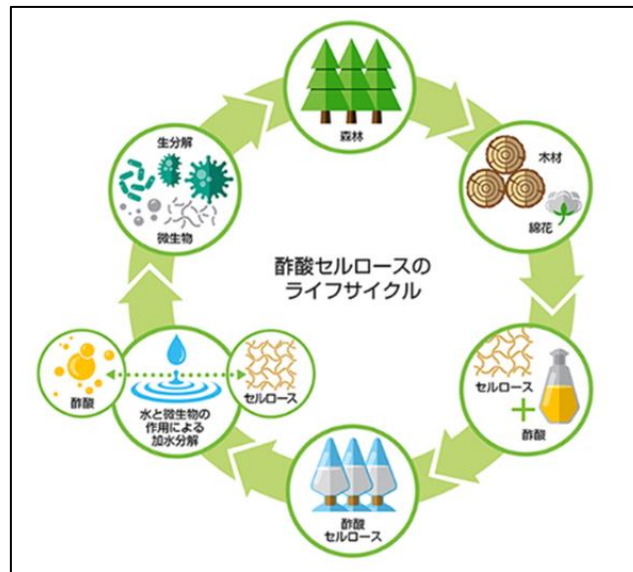 酢酸セルロースの
ライフサイクル
森林
木材
綿花
セルロース
+
酢酸
酢酸
セルロース
水と微生物の
作用による
加水分解
酢酸
セルロース
生分解
微生物